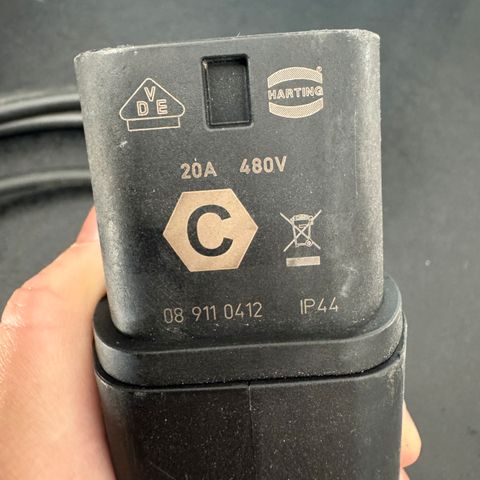 VDE
HARTING
20A 480V
C
08 911 0412 IP44